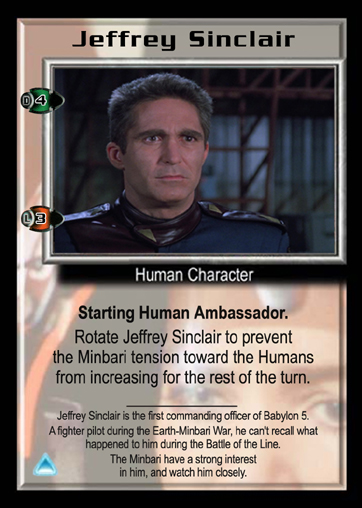 Jeffrey Sinclair
D 4
L 3
Human Character
Starting Human Ambassador.
Rotate Jeffrey Sinclair to prevent
the Minbari tension toward the Humans
from increasing for the rest of the turn.
Jeffrey Sinclair is the first commanding officer of Babylon 5.
A fighter pilot during the Earth-Minbari War, he can't recall what
happened to him during the Battle of the Line.
The Minbari have a strong interest
in him, and watch him closely.